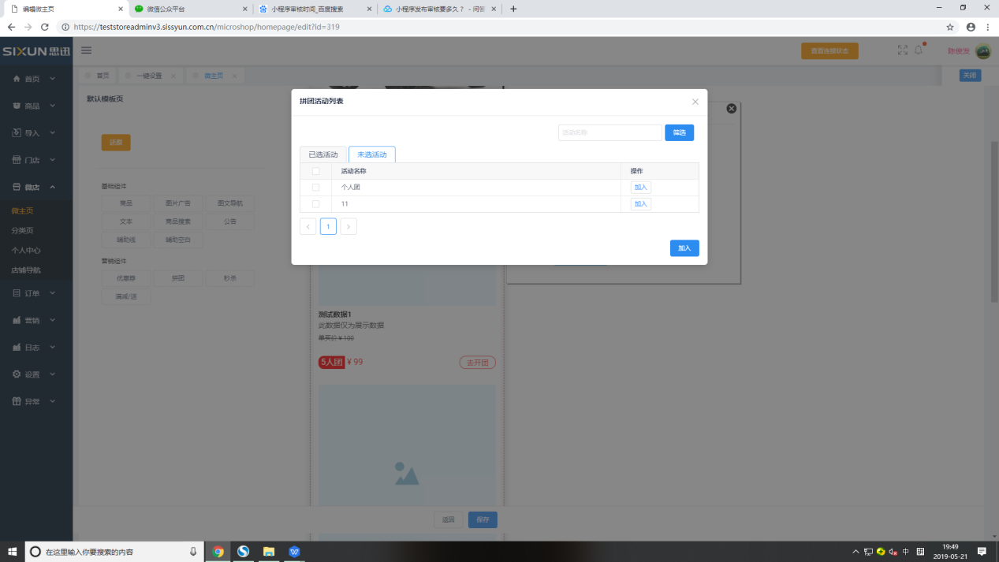 编辑微主页
微信公众平台
小程序审核时间_百度搜索
小程序发布审核要多久？ - 问答
https://teststoreadminv3.sissyun.com.cn/microshop/homepage/edit?id=319
SIXUN思迅
陈俊发
首页
一键设置
微主页
关闭
首页
商品
导入
门店
微店
微主页
分类页
个人中心
店铺导航
订单
营销
日志
设置
异常
默认模板页
还原
基础组件
商品
图片广告
图文导航
文本
商品搜索
公告
辅助线
辅助空白
营销组件
优惠券
拼团
秒杀
满减/送
拼团活动列表
活动名称
筛选
已选活动
未选活动
活动名称
操作
个人团
加入
11
加入
1
加入
测试数据1
此数据仅为展示数据
单买价¥100
5人团 ¥ 99
去开团
返回
保存
在这里输入你要搜索的内容
中
19:49
2019-05-21